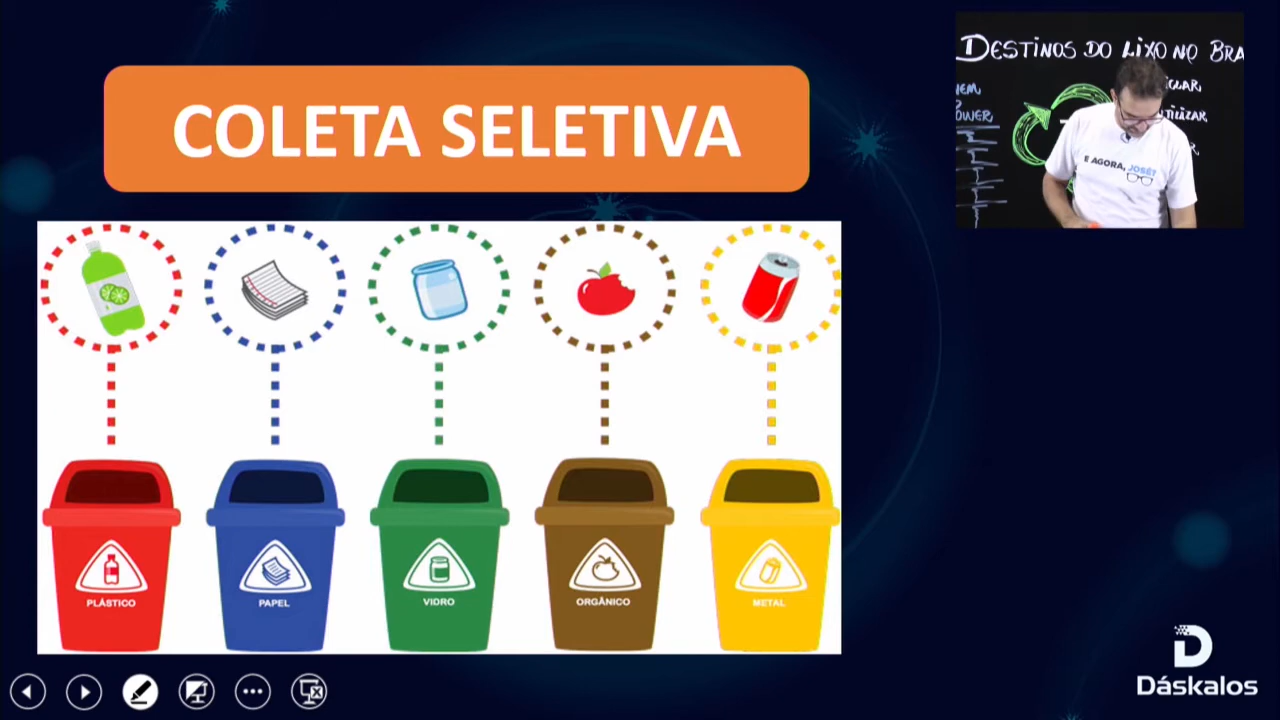 COLETA SELETIVA
DESTINOS DO LIXO NO BRA
E AGORA, JOSÉ?
PLÁSTICO
PAPEL
VIDRO
ORGÂNICO
METAL
Dáskalos